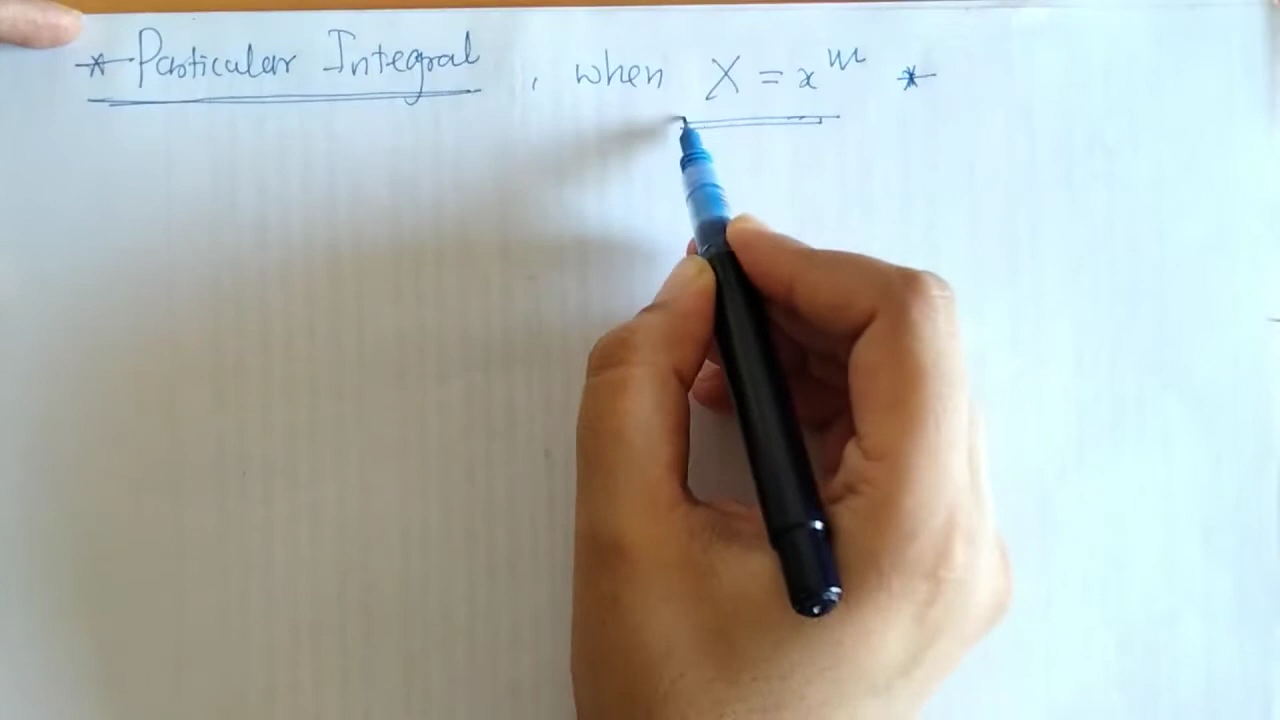 * Particular Integral , when X = x^m *